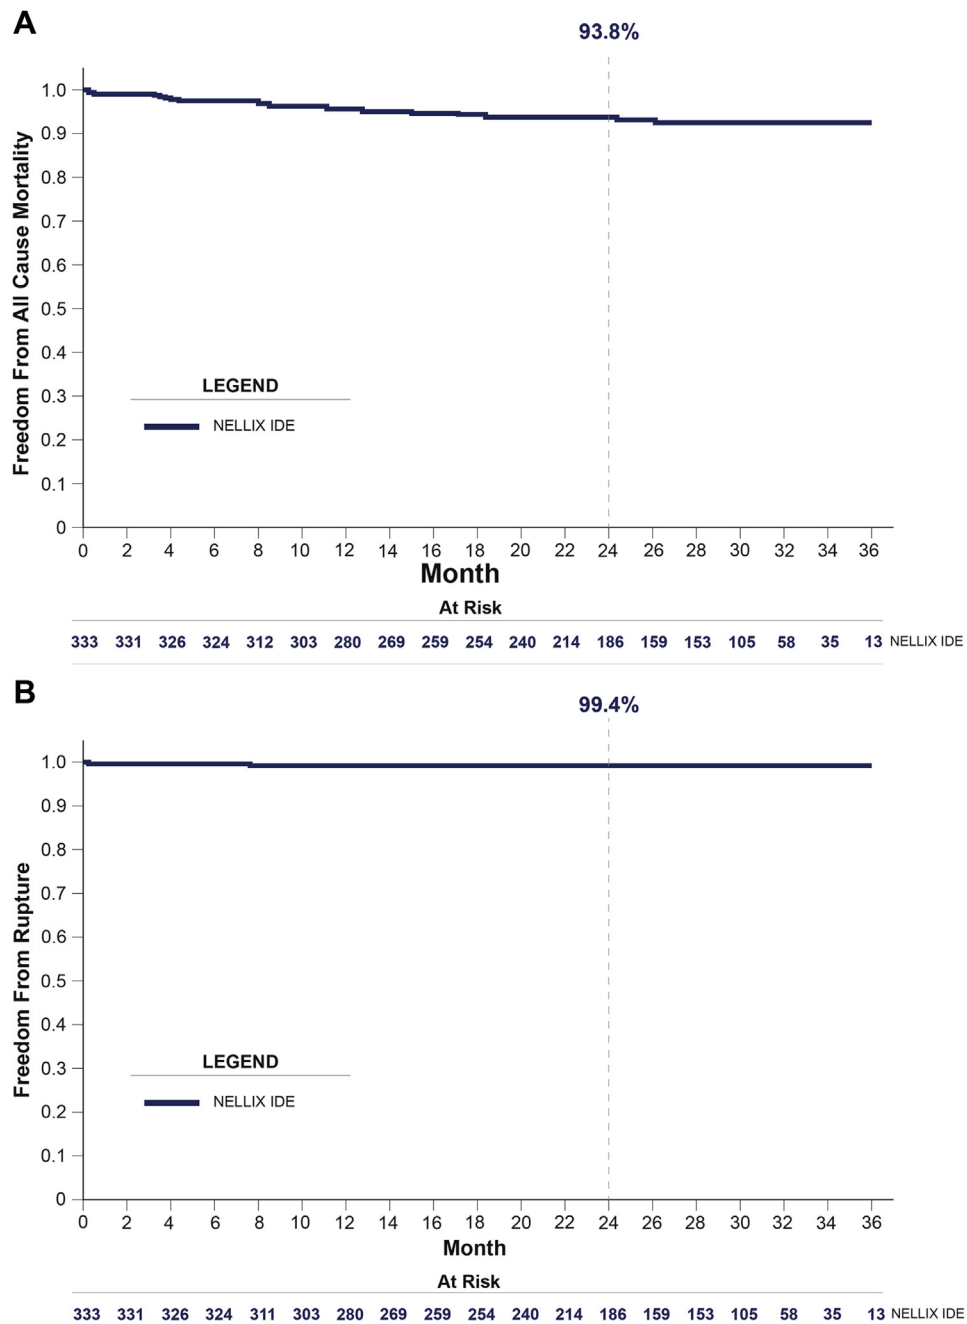 A
93.8%
Freedom From All Cause Mortality
1.0
0.9
0.8
0.7
0.6
0.5
0.4
0.3
0.2
0.1
0
LEGEND
NELLIX IDE
0 2 4 6 8 10 12 14 16 18 20 22 24 26 28 30 32 34 36
Month
At Risk
333 331 326 324 312 303 280 269 259 254 240 214 186 159 153 105 58 35 13 NELLIX IDE
B
99.4%
Freedom From Rupture
1.0
0.9
0.8
0.7
0.6
0.5
0.4
0.3
0.2
0.1
0
LEGEND
NELLIX IDE
0 2 4 6 8 10 12 14 16 18 20 22 24 26 28 30 32 34 36
Month
At Risk
333 331 326 324 311 303 280 269 259 254 240 214 186 159 153 105 58 35 13 NELLIX IDE